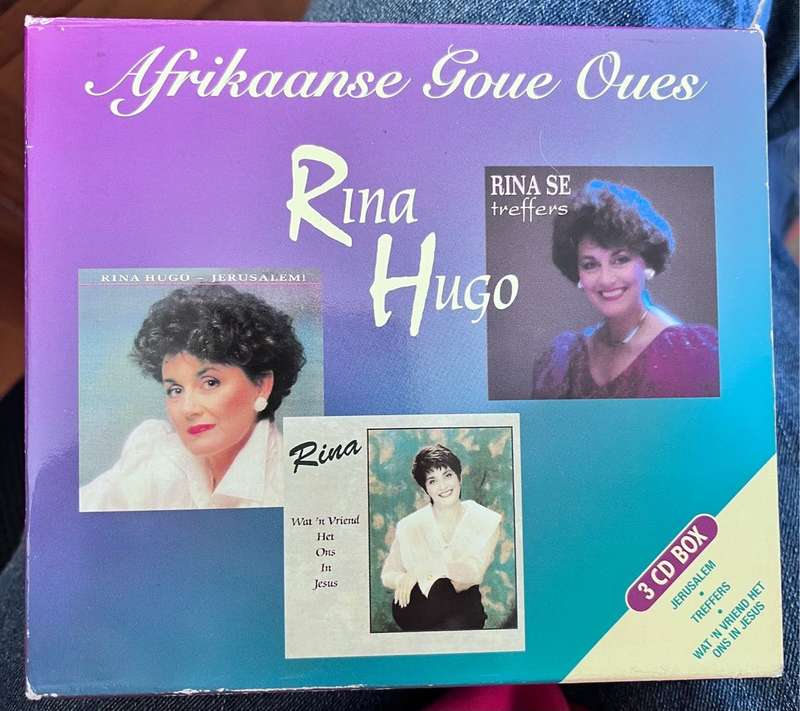 Afrikaanse Goue Oues
Rina
Hugo
RINA SE
treffers
RINA HUGO - JERUSALEM!
Rina
Wat 'n Vriend
Het
Ons
In
Jesus
3 CD BOX
JERUSALEM
•
TREFFERS
•
WAT 'N VRIEND HET
ONS IN JESUS